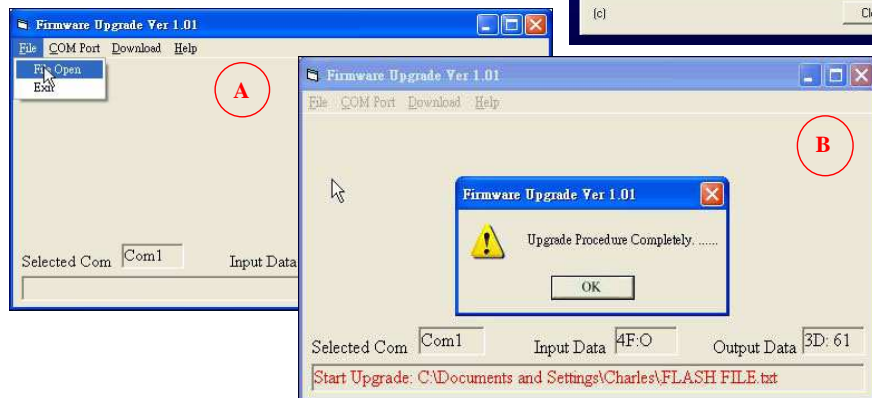 (c)
Firmware Upgrade Ver 1.01
File COM Port Download Help
File Open
Exit
A
Selected Com Com1 Input Data
Firmware Upgrade Ver 1.01
File COM Port Download Help
B
Firmware Upgrade Ver 1.01
Upgrade Procedure Completely. ......
OK
Selected Com Com1 Input Data 4F:O Output Data 3D: 61
Start Upgrade: C:\Documents and Settings\Charles\FLASH FILE.txt